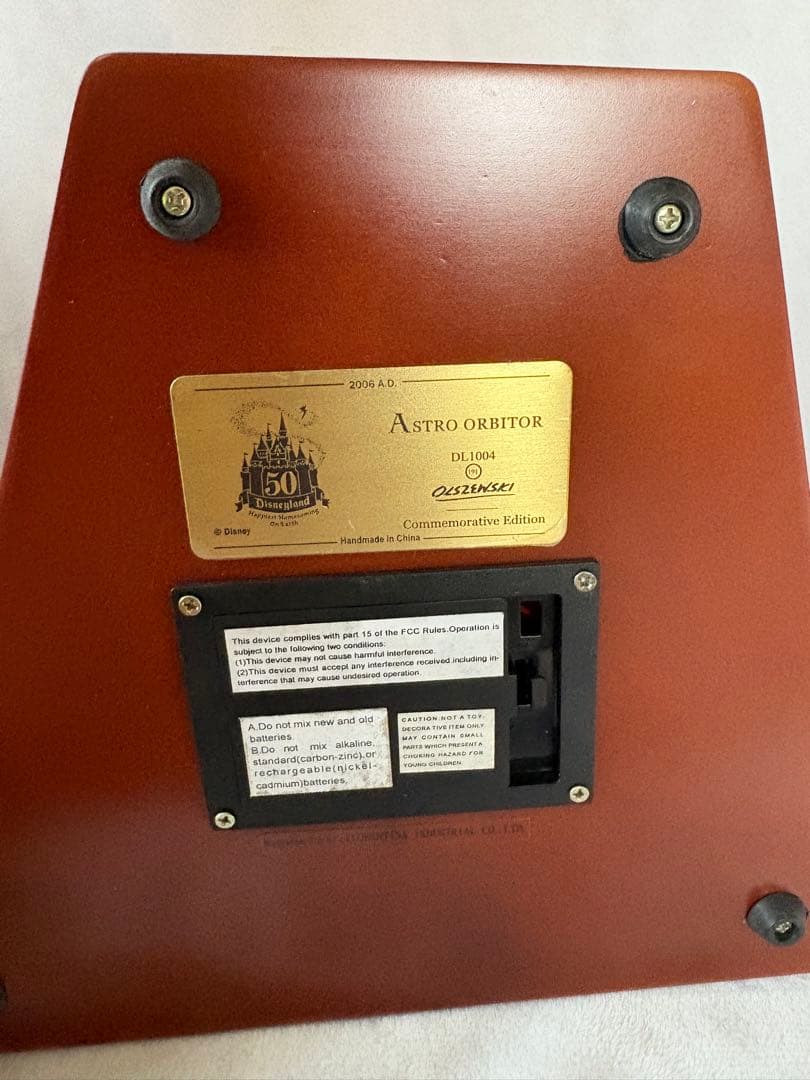 2006 A.D.
50
Disneyland
Happiest Homecoming
On Earth
© Disney
ASTRO ORBITOR
DL1004
191
OLSZEWSKI
Commemorative Edition
Handmade in China
This device complies with part 15 of the FCC Rules.Operation is
subject to the following two conditions:
(1)This device may not cause harmful interference.
(2)This device must accept any interference received.including in-
terference that may cause undesired operation.
A.Do not mix new and old
batteries.
B.Do not mix alkaline,
standard(carbon-zinc),or
rechargeable(nickel-
cadmium)batteries.
CAUTION:NOT A TOY.
DECORATIVE ITEM ONLY
MAY CONTAIN SMALL
PARTS WHICH PRESENT A
CHOKING HAZARD FOR
YOUNG CHILDREN.
INDUSTRIAL CO.,LTD.